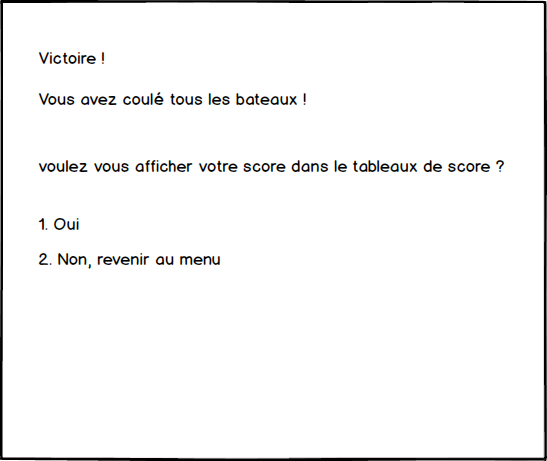 Victoire !
Vous avez coulé tous les bateaux !
voulez vous afficher votre score dans le tableaux de score ?
1. Oui
2. Non, revenir au menu